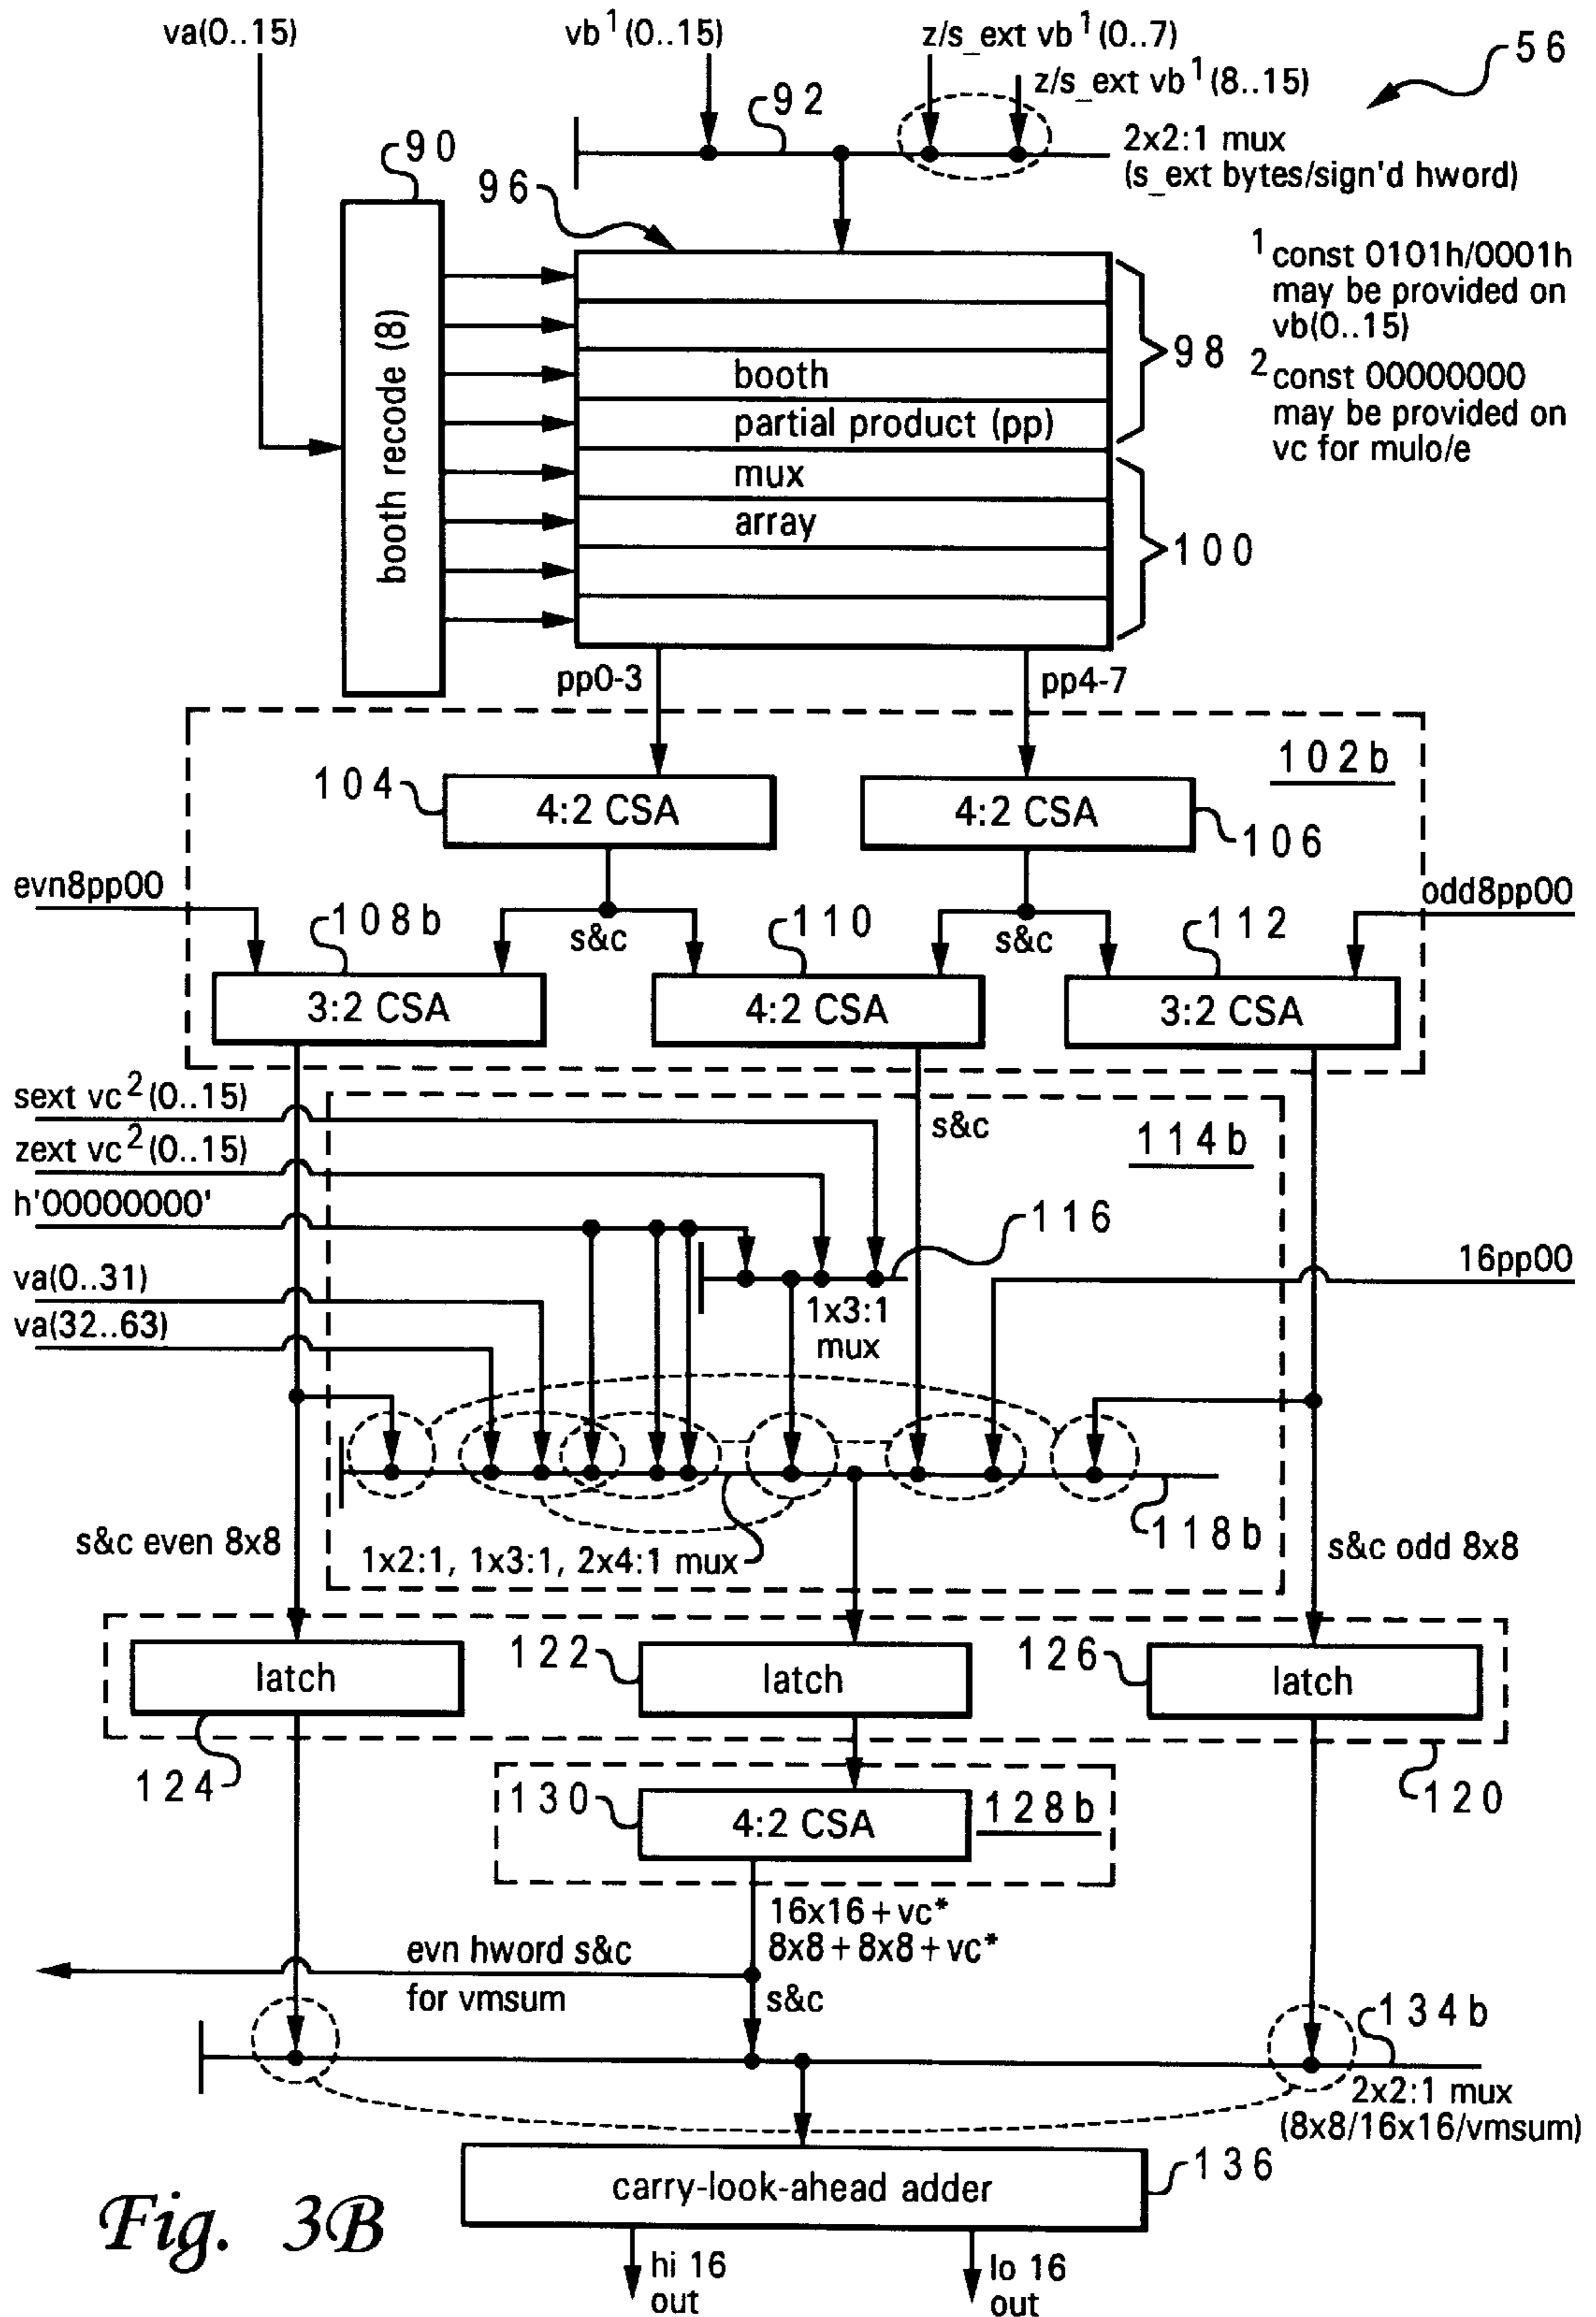 va(0..15)
vb¹(0..15)
z/s_ext vb¹(0..7)
z/s_ext vb¹(8..15)
56
92
90
2x2:1 mux
(s_ext bytes/sign'd hword)
96
¹ const 0101h/0001h
may be provided on
vb(0..15)
² const 00000000
may be provided on
vc for mulo/e
booth recode (8)
booth
partial product (pp)
mux
array
98
100
pp0-3
pp4-7
102b
104
4:2 CSA
4:2 CSA
106
evn8pp00
odd8pp00
108b
s&c
110
s&c
112
3:2 CSA
4:2 CSA
3:2 CSA
sext vc²(0..15)
s&c
114b
zext vc²(0..15)
h'00000000'
116
va(0..31)
16pp00
1x3:1
mux
va(32..63)
118b
s&c even 8x8
1x2:1, 1x3:1, 2x4:1 mux
s&c odd 8x8
latch
122
latch
126
latch
124
120
130
4:2 CSA
128b
16x16+vc*
8x8+8x8+vc*
evn hword s&c
for vmsum
s&c
134b
2x2:1 mux
(8x8/16x16/vmsum)
carry-look-ahead adder
136
Fig. 3B
hi 16
out
lo 16
out